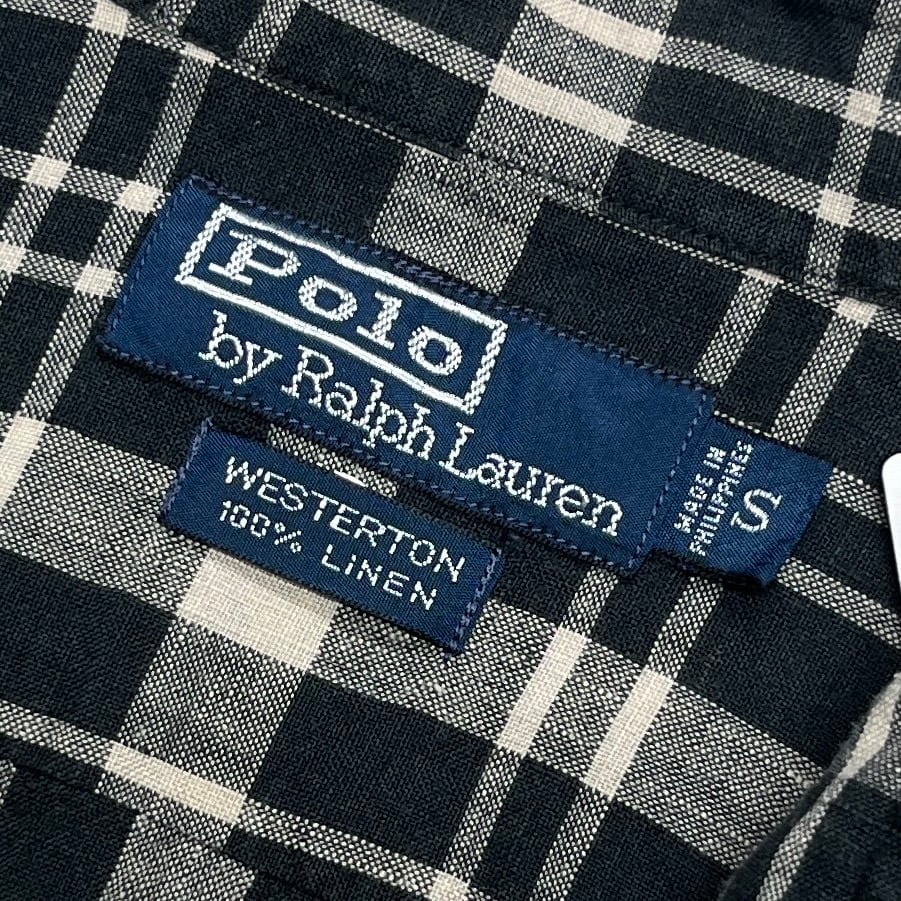 Polo
by Ralph Lauren
MADE IN
PHILIPPINES
S
WESTERTON
100% LINEN